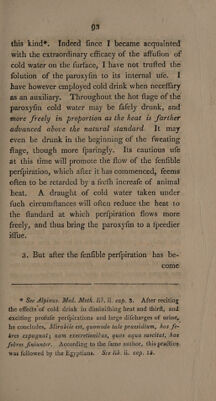 93
this kind*. Indeed since I became acquainted
with the extraordinary efficacy of the affusion of
cold water on the surface, I have not trusted the
solution of the paroxysm to its internal use. I
have however employed cold drink when necessary
as an auxiliary. Throughout the hot stage of the
paroxysm cold water may be safely drunk, and
more freely in proportion as the heat is farther
advanced above the natural standard. It may
even be drunk in the beginning of the sweating
stage, though more sparingly. Its cautious use
at this time will promote the flow of the sensible
perspiration, which after it has commenced, seems
often to be retarded by a fresh increase of animal
heat. A draught of cold water taken under
such circumstances will often reduce the heat to
the standard at which perspiration flows more
freely, and thus bring the paroxysm to a speedier
issue.
3. But after the sensible perspiration has be-
come
* See Alpinus. Med. Meth. lib. ii. cap. 3. After reciting
the effects of cold drink in diminishing heat and thirst, and
exciting profuse perspirations and large discharges of urine,
he concludes, Mirabile est, quomodo tale præsidium, has fe-
bres expugnat; nam execretionibus, quas aqua suscitat, hæ
febres finiuntur. According to the same author, this practice
was followed by the Egyptians. See lib. ii. cap. 15.